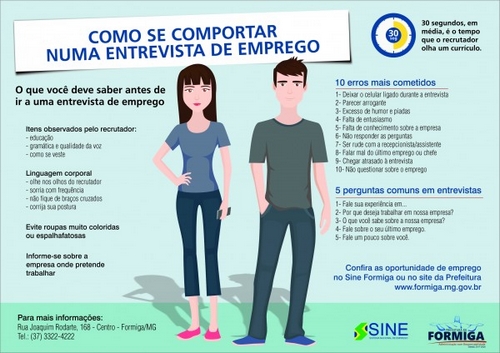 COMO SE COMPORTAR
NUMA ENTREVISTA DE EMPREGO
30
seg
30 segundos, em
média, é o tempo
que o recrutador
olha um currículo.
O que você deve saber antes de
ir a uma entrevista de emprego
Itens observados pelo recrutador:
- educação
- gramática e qualidade da voz
- como se veste
Linguagem corporal
- olhe nos olhos do recrutador
- sorria com frequência
- não fique de braços cruzados
- corrija sua postura
Evite roupas muito coloridas
ou espalhafatosas
Informe-se sobre a
empresa onde pretende
trabalhar
10 erros mais cometidos
1- Deixar o celular ligado durante a entrevista
2- Parecer arrogante
3- Excesso de humor e piadas
4- Falta de entusiasmo
5- Falta de conhecimento sobre a empresa
6- Não responder as perguntas
7- Ser rude com a recepcionista/assistente
8- Falar mal do último emprego ou chefe
9- Chegar atrasado à entrevista
10- Não questionar sobre o emprego
5 perguntas comuns em entrevistas
1- Fale sua experiência em...
2- Por que deseja trabalhar em nossa empresa?
3- O que você sabe sobre a nossa empresa?
4- Fale sobre o seu último emprego.
5- Fale um pouco sobre você.
Confira as oportunidade de emprego
no Sine Formiga ou no site da Prefeitura
www.formiga.mg.gov.br
Para mais informações:
Rua Joaquim Rodarte, 168 - Centro - Formiga/MG
Tel.: (37) 3322-4222
SINE
FORMIGA